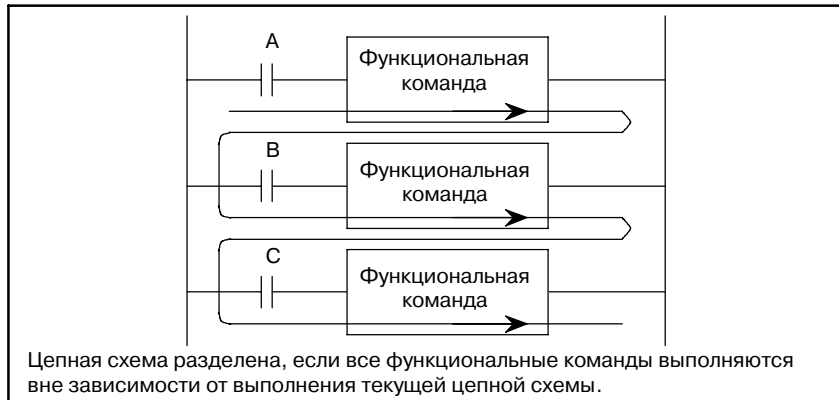 A
Функциональная
команда
B
Функциональная
команда
C
Функциональная
команда
Цепная схема разделена, если все функциональные команды выполняются
вне зависимости от выполнения текущей цепной схемы.